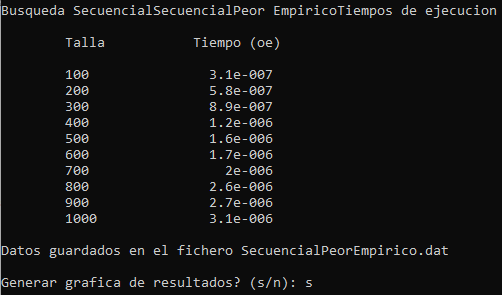 Busqueda SecuencialSecuencialPeor EmpiricoTiempos de ejecucion
Talla Tiempo (oe)
100 3.1e-007
200 5.8e-007
300 8.9e-007
400 1.2e-006
500 1.6e-006
600 1.7e-006
700 2e-006
800 2.6e-006
900 2.7e-006
1000 3.1e-006
Datos guardados en el fichero SecuencialPeorEmpirico.dat
Generar grafica de resultados? (s/n): s